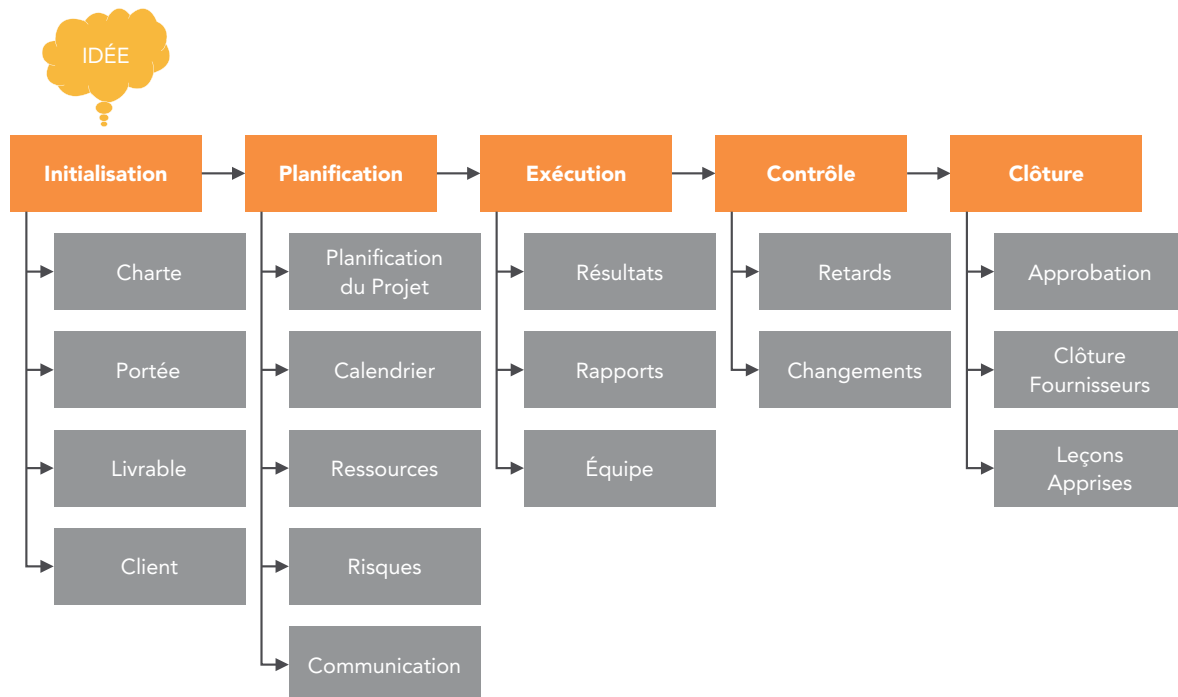 IDÉE
Initialisation
Planification
Exécution
Contrôle
Clôture
Charte
Portée
Livrable
Client
Planification
du Projet
Calendrier
Ressources
Risques
Communication
Résultats
Rapports
Équipe
Retards
Changements
Approbation
Clôture
Fournisseurs
Leçons
Apprises